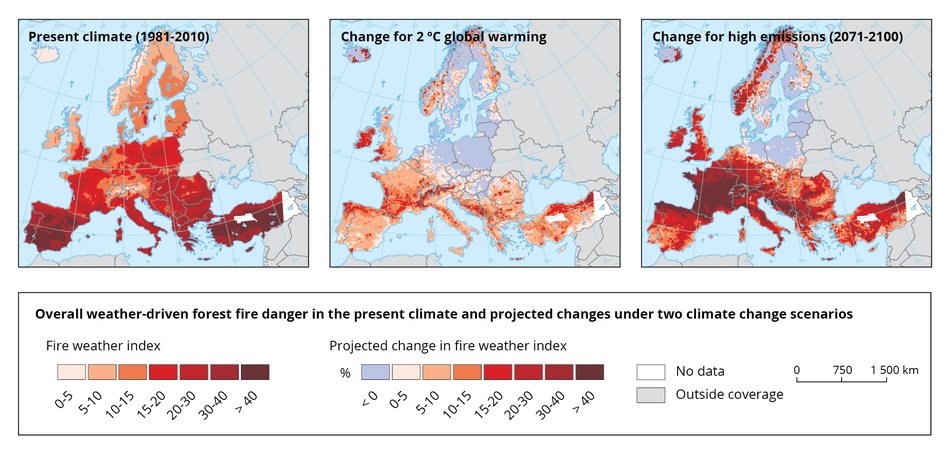 Present climate (1981-2010)
Change for 2 ºC global warming
Change for high emissions (2071-2100)
Overall weather-driven forest fire danger in the present climate and projected changes under two climate change scenarios
Fire weather index
0-5 5-10 10-15 15-20 20-30 30-40 > 40
Projected change in fire weather index
%
< 0 0-5 5-10 10-15 15-20 20-30 30-40 > 40
No data
Outside coverage
0 750 1 500 km